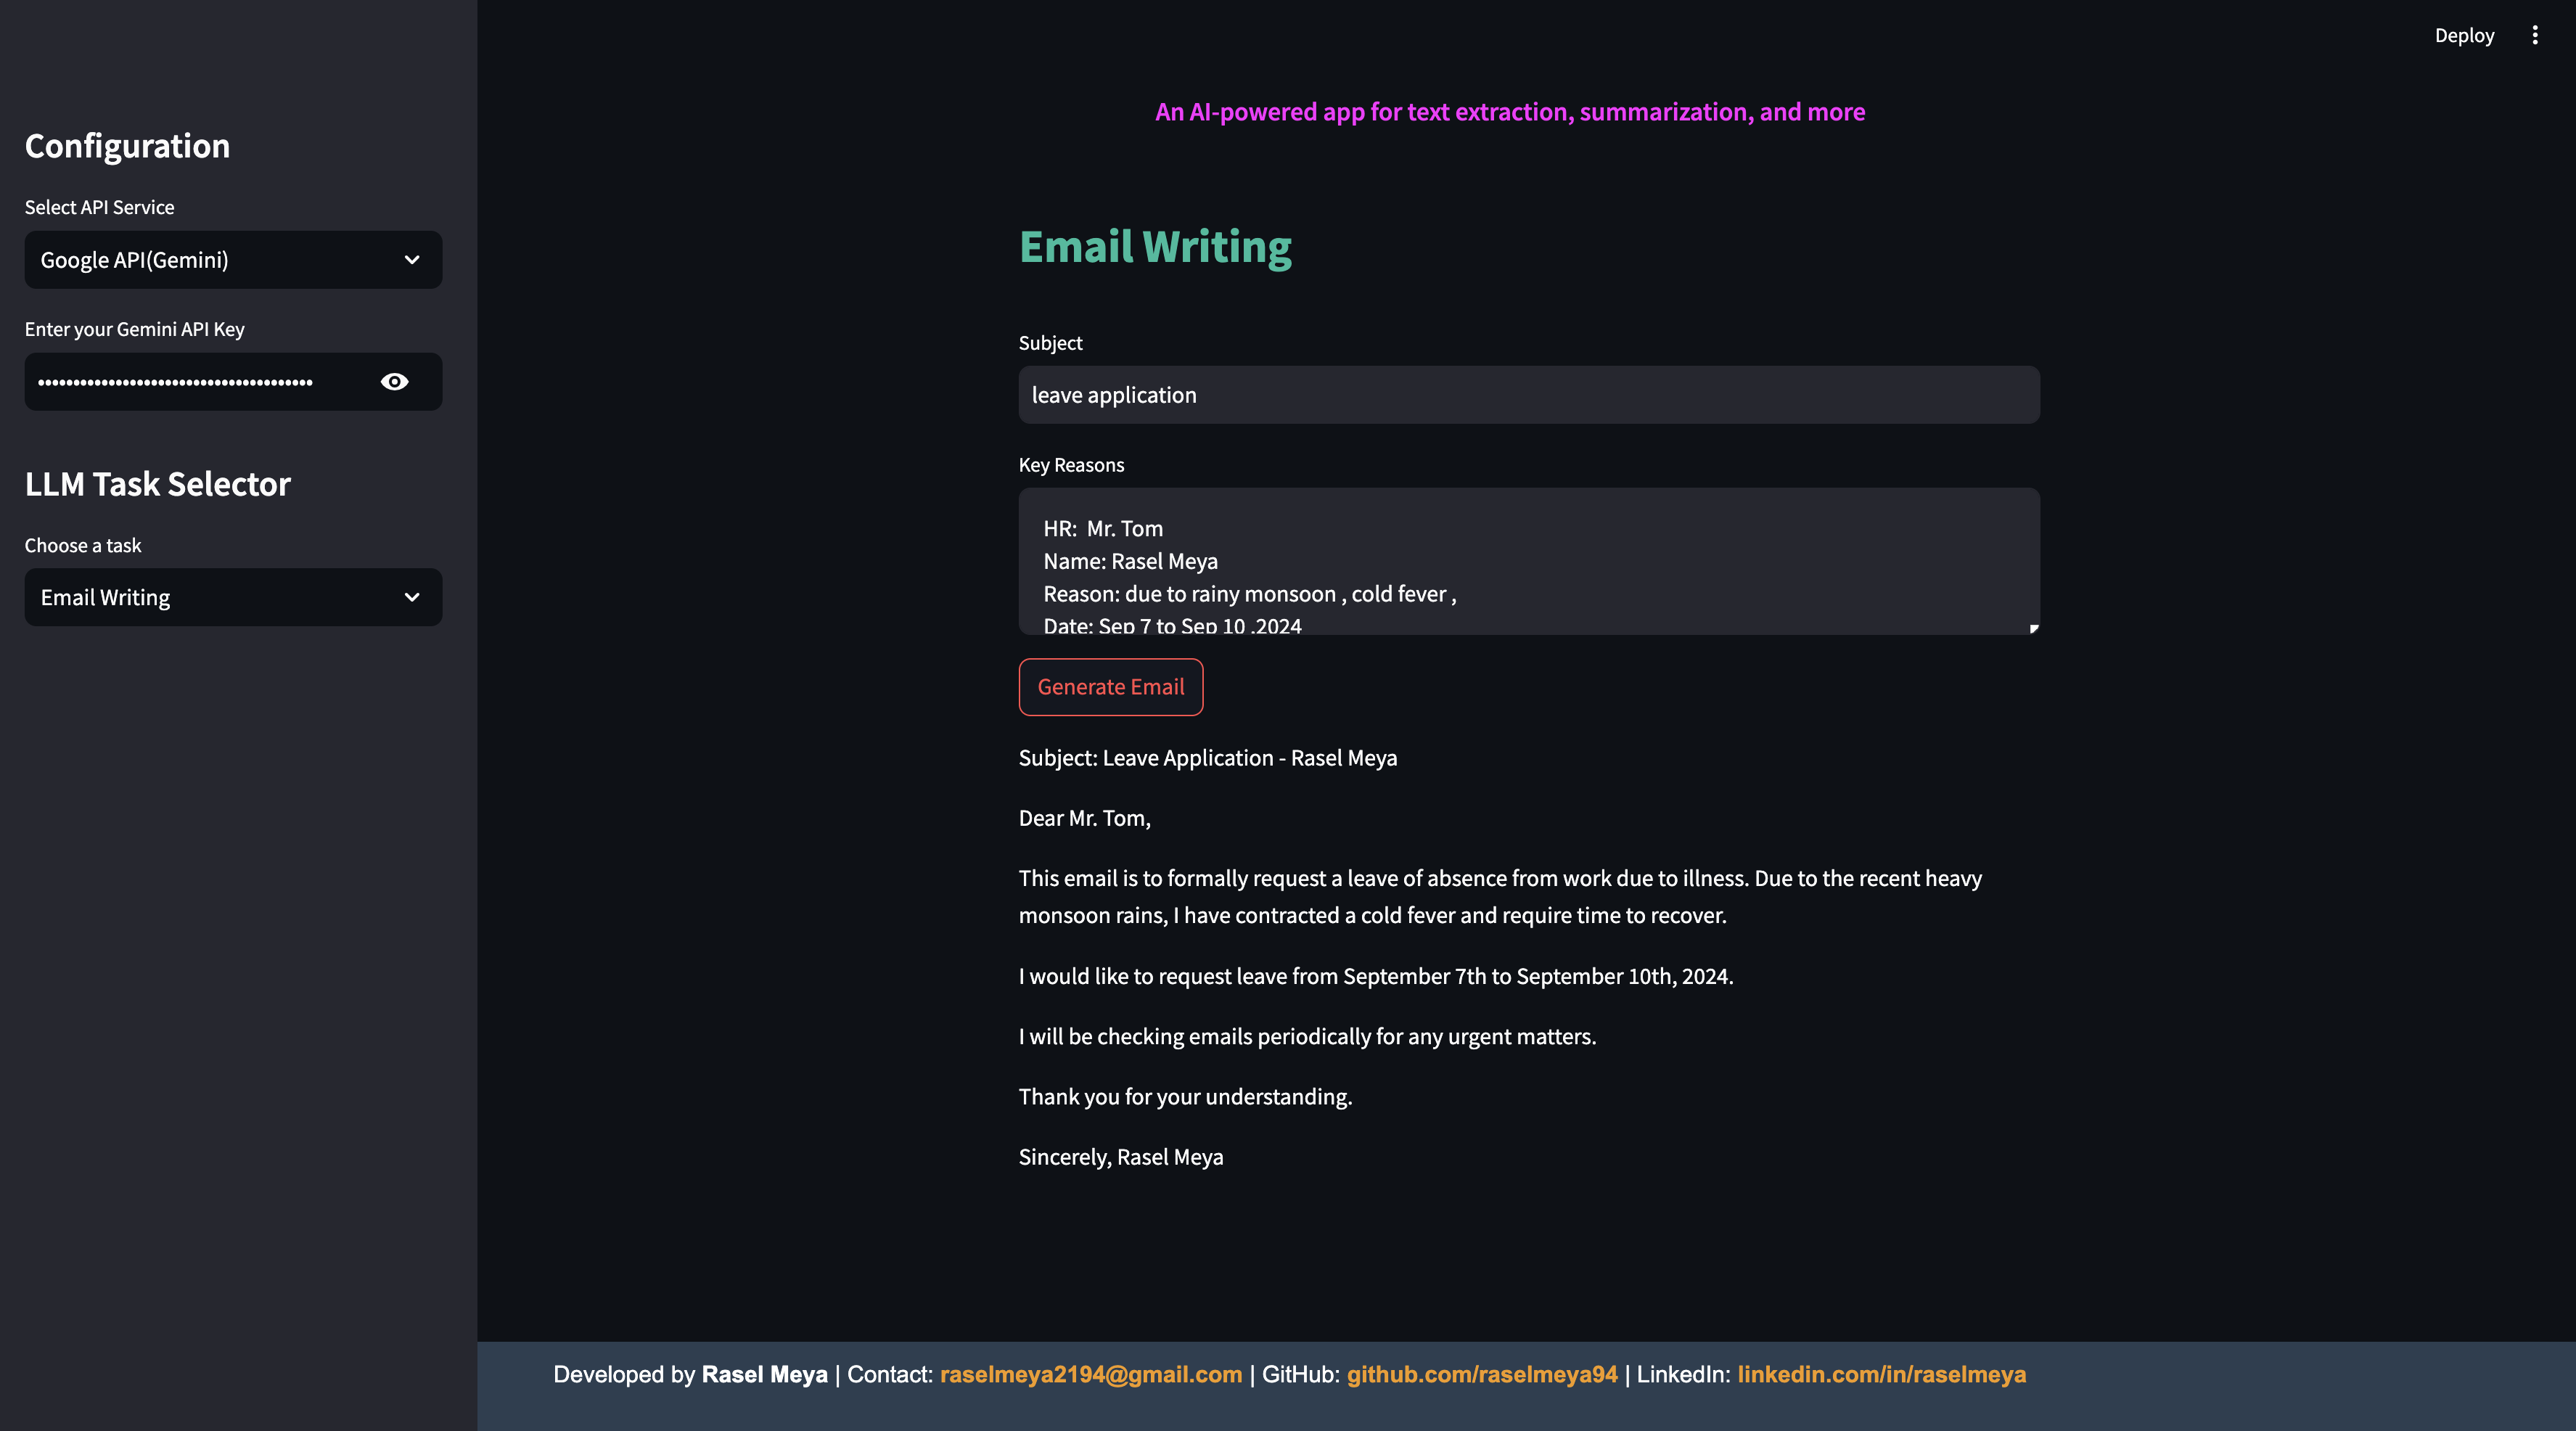 Deploy
An AI-powered app for text extraction, summarization, and more
Configuration
Select API Service
Google API(Gemini)
Enter your Gemini API Key
LLM Task Selector
Choose a task
Email Writing
Email Writing
Subject
leave application
Key Reasons
HR:  Mr. Tom
Name: Rasel Meya
Reason: due to rainy monsoon , cold fever ,
Date: Sep 7 to Sep 10 ,2024
Generate Email
Subject: Leave Application - Rasel Meya
Dear Mr. Tom,
This email is to formally request a leave of absence from work due to illness. Due to the recent heavy
monsoon rains, I have contracted a cold fever and require time to recover.
I would like to request leave from September 7th to September 10th, 2024.
I will be checking emails periodically for any urgent matters.
Thank you for your understanding.
Sincerely, Rasel Meya
Developed by Rasel Meya | Contact: raselmeya2194@gmail.com | GitHub: github.com/raselmeya94 | LinkedIn: linkedin.com/in/raselmeya